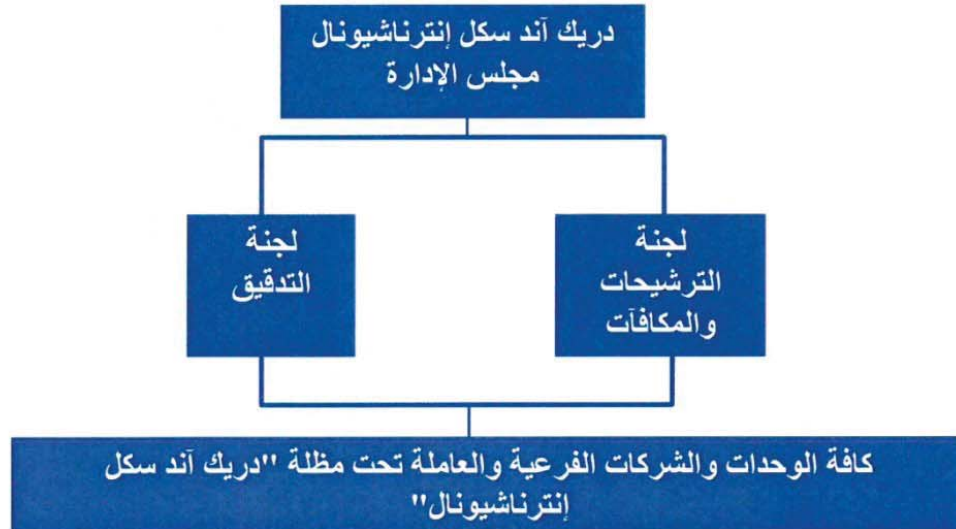 دريك آند سكل إنترناشيونال
مجلس الإدارة
لجنة
الترشيحات
والمكافآت
لجنة
التدقيق
كافة الوحدات والشركات الفرعية والعاملة تحت مظلة "دريك آند سكل
إنترناشيونال"